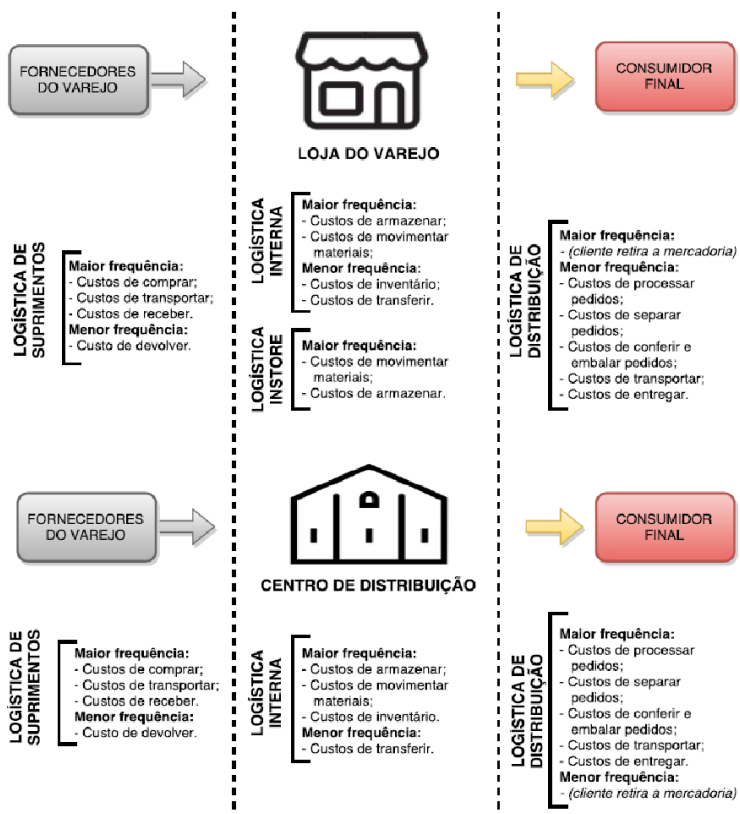 FORNECEDORES
DO VAREJO
LOJA DO VAREJO
CONSUMIDOR
FINAL
LOGÍSTICA DE
SUPRIMENTOS
Maior frequência:
- Custos de comprar;
- Custos de transportar;
- Custos de receber.
Menor frequência:
- Custo de devolver.
LOGÍSTICA
INTERNA
Maior frequência:
- Custos de armazenar;
- Custos de movimentar
materiais;
Menor frequência:
- Custos de inventário;
- Custos de transferir.
LOGÍSTICA
INSTORE
Maior frequência:
- Custos de movimentar
materiais;
- Custos de armazenar.
LOGÍSTICA DE
DISTRIBUIÇÃO
Maior frequência:
- (cliente retira a mercadoria)
Menor frequência:
- Custos de processar
pedidos;
- Custos de separar
pedidos;
- Custos de conferir e
embalar pedidos;
- Custos de transportar;
- Custos de entregar.
FORNECEDORES
DO VAREJO
CENTRO DE DISTRIBUIÇÃO
CONSUMIDOR
FINAL
LOGÍSTICA DE
SUPRIMENTOS
Maior frequência:
- Custos de comprar;
- Custos de transportar;
- Custos de receber.
Menor frequência:
- Custo de devolver.
LOGÍSTICA
INTERNA
Maior frequência:
- Custos de armazenar;
- Custos de movimentar
materiais;
- Custos de inventário.
Menor frequência:
- Custos de transferir.
LOGÍSTICA DE
DISTRIBUIÇÃO
Maior frequência:
- Custos de processar
pedidos;
- Custos de separar
pedidos;
- Custos de conferir e
embalar pedidos;
- Custos de transportar;
- Custos de entregar.
Menor frequência:
- (cliente retira a mercadoria)